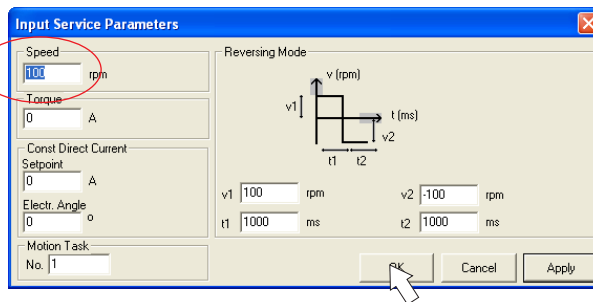 Input Service Parameters
Speed
100 rpm
Torque
0 A
Const Direct Current
Setpoint
0 A
Electr. Angle
0 o
Motion Task
No. 1
Reversing Mode
v (rpm)
v1
t (ms)
v2
t1 t2
v1 100 rpm v2 -100 rpm
t1 1000 ms t2 1000 ms
OK Cancel Apply